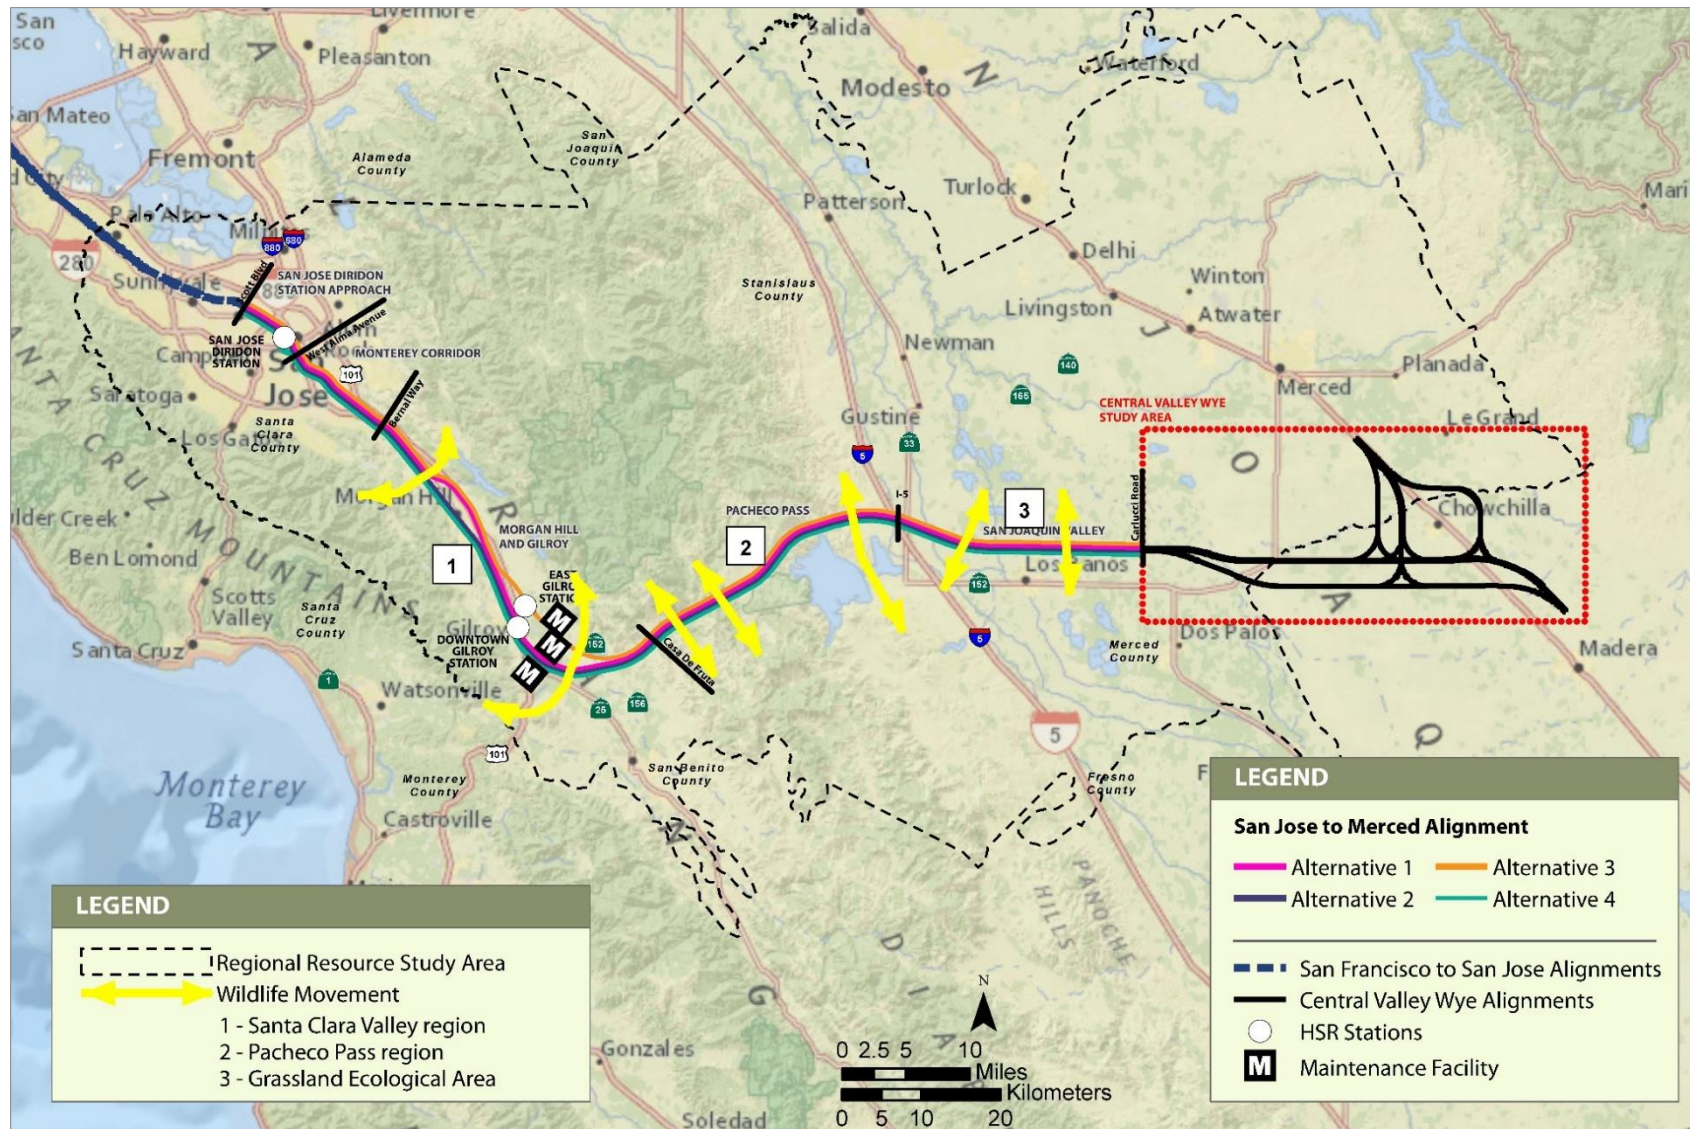 San
sco
Hayward
Livermore
Pleasanton
San Mateo
Fremont
Alameda
County
San
Joaquin
County
Salida
Modesto
Waterford
Turlock
Patterson
Delhi
Mari
Palo Alto
280
880
680
Sunnyvale
Scott Blvd
SAN JOSE DIRIDON
STATION APPROACH
West Alma Avenue
SAN JOSE
DIRIDON
STATION
MONTEREY CORRIDOR
101
Jose
Saratoga
Santa
Clara
County
Los Gatos
Bernal Way
Stanislaus
County
Winton
Livingston
Atwater
Newman
Planada
Merced
140
165
Gustine
33
5
CENTRAL VALLEY WYE
STUDY AREA
Le Grand
Chowchilla
Carlucci Road
I-5
PACHECO PASS
SAN JOAQUIN VALLEY
3
2
1
Morgan Hill
MORGAN HILL
AND GILROY
ulder Creek
Ben Lomond
SANTA CRUZ MOUNTAINS
Scotts
Valley
Santa
Cruz
County
Santa Cruz
1
EAST
GILROY
STATION
Gilroy
DOWNTOWN
GILROY
STATION
M
M
M
152
Casa De Fruta
25
156
Watsonville
101
Los Banos
152
5
Dos Palos
Merced
County
Madera
5
Monterey
Bay
Monterey
County
San Benito
County
Fresno
County
Castroville
PANOCHE
HILLS
Gonzales
Soledad
N
0 2.5 5 10
Miles
Kilometers
0 5 10 20
LEGEND
Regional Resource Study Area
Wildlife Movement
1 - Santa Clara Valley region
2 - Pacheco Pass region
3 - Grassland Ecological Area
LEGEND
San Jose to Merced Alignment
Alternative 1 Alternative 3
Alternative 2 Alternative 4
San Francisco to San Jose Alignments
Central Valley Wye Alignments
HSR Stations
M Maintenance Facility